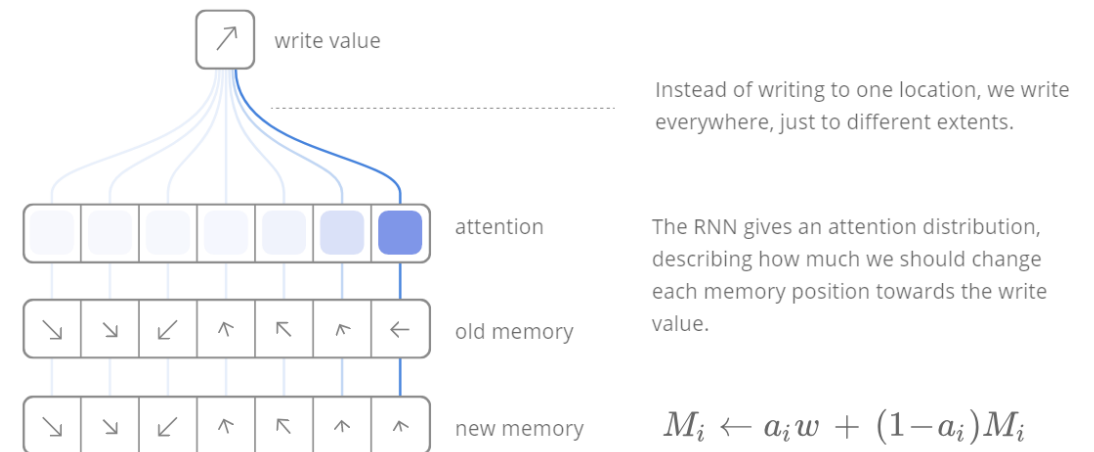 write value
Instead of writing to one location, we write
everywhere, just to different extents.
attention
The RNN gives an attention distribution,
describing how much we should change
each memory position towards the write
value.
old memory
new memory
Mᵢ ← aᵢw + (1−aᵢ)Mᵢ